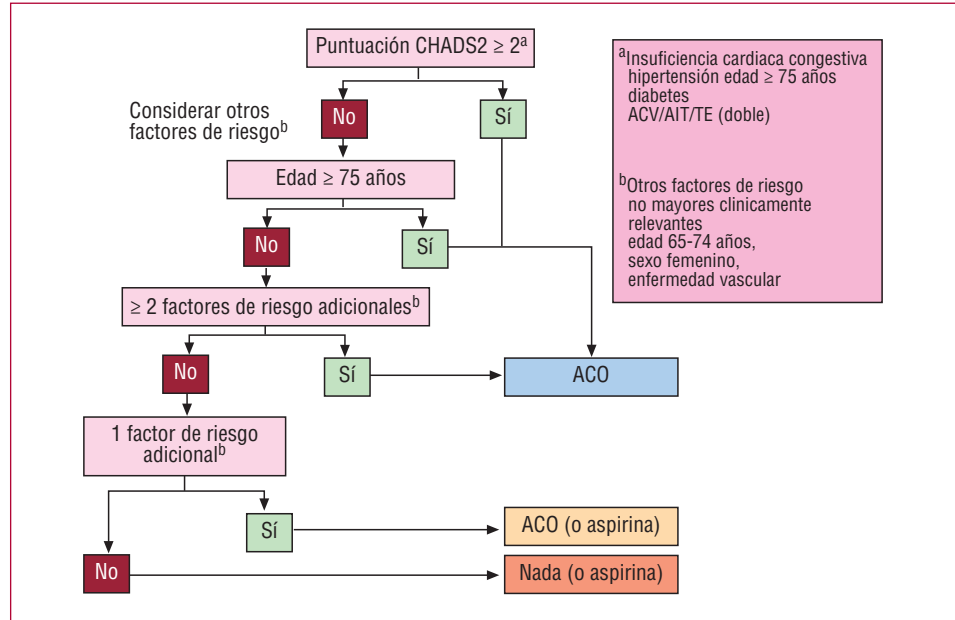 Puntuación CHADS2 ≥ 2a
Considerar otros
factores de riesgob
No
Sí
Edad ≥ 75 años
No
Sí
≥ 2 factores de riesgo adicionalesb
No
Sí
ACO
1 factor de riesgo
adicionalb
Sí
ACO (o aspirina)
No
Nada (o aspirina)
aInsuficiencia cardiaca congestiva
hipertensión edad ≥ 75 años
diabetes
ACV/AIT/TE (doble)
bOtros factores de riesgo
no mayores clinicamente
relevantes
edad 65-74 años,
sexo femenino,
enfermedad vascular